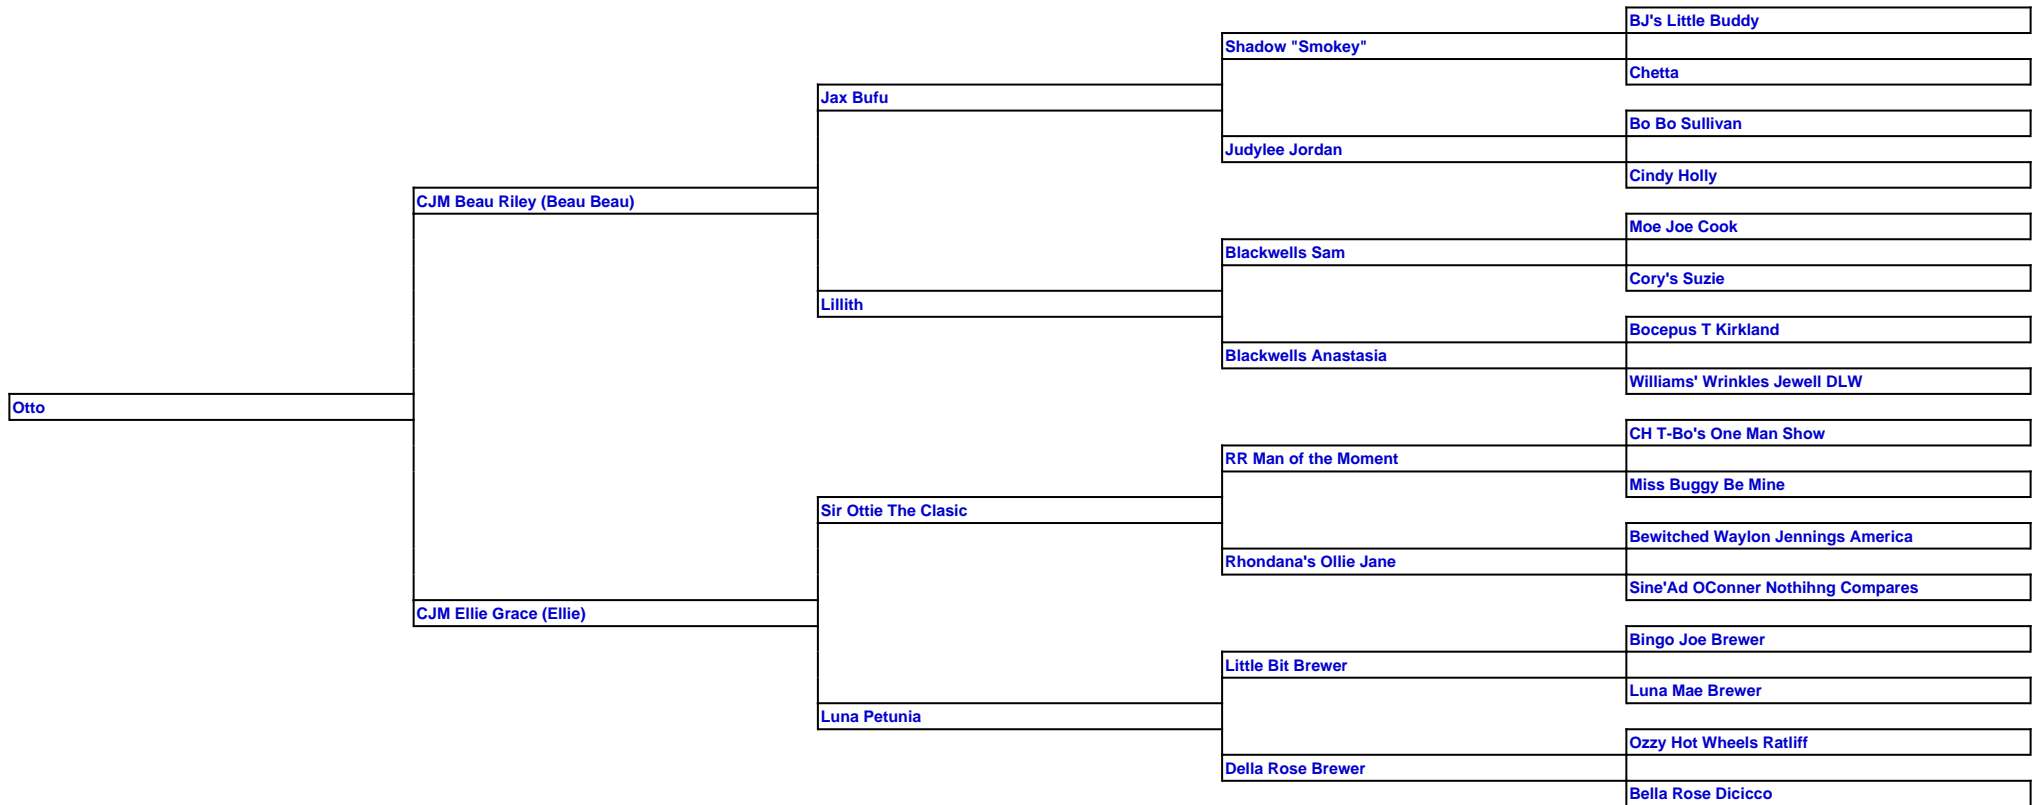 BJ's Little Buddy
Shadow "Smokey"
Chetta
Jax Bufu
Bo Bo Sullivan
Judylee Jordan
Cindy Holly
CJM Beau Riley (Beau Beau)
Moe Joe Cook
Blackwells Sam
Cory's Suzie
Lillith
Bocepus T Kirkland
Blackwells Anastasia
Williams' Wrinkles Jewell DLW
Otto
CH T-Bo's One Man Show
RR Man of the Moment
Miss Buggy Be Mine
Sir Ottie The Clasic
Bewitched Waylon Jennings America
Rhondana's Ollie Jane
Sine'Ad OConner Nothihng Compares
CJM Ellie Grace (Ellie)
Bingo Joe Brewer
Little Bit Brewer
Luna Mae Brewer
Luna Petunia
Ozzy Hot Wheels Ratliff
Della Rose Brewer
Bella Rose Dicicco